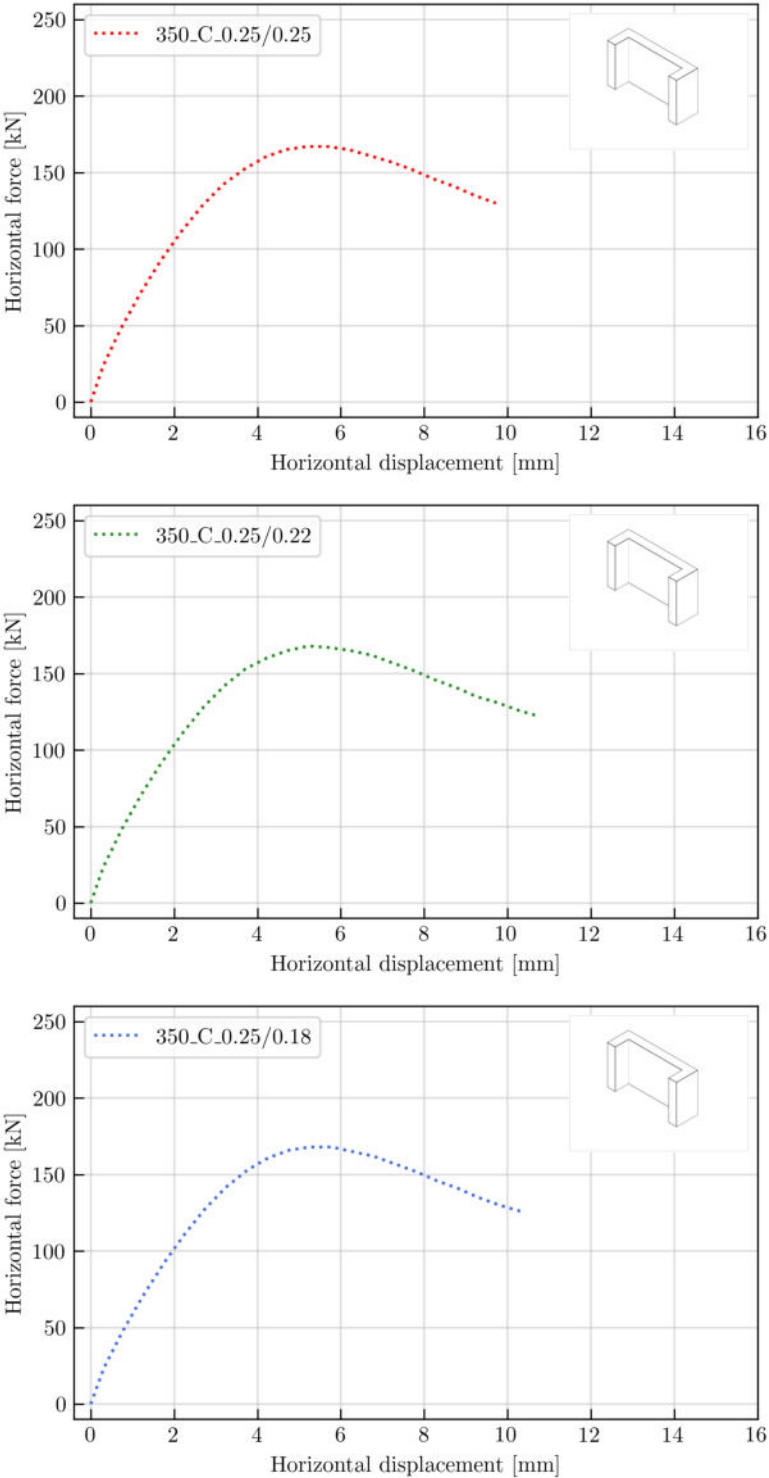 250
200
150
100
50
0
Horizontal force [kN]
350_C_0.25/0.25
0 2 4 6 8 10 12 14 16
Horizontal displacement [mm]
250
200
150
100
50
0
Horizontal force [kN]
350_C_0.25/0.22
0 2 4 6 8 10 12 14 16
Horizontal displacement [mm]
250
200
150
100
50
0
Horizontal force [kN]
350_C_0.25/0.18
0 2 4 6 8 10 12 14 16
Horizontal displacement [mm]